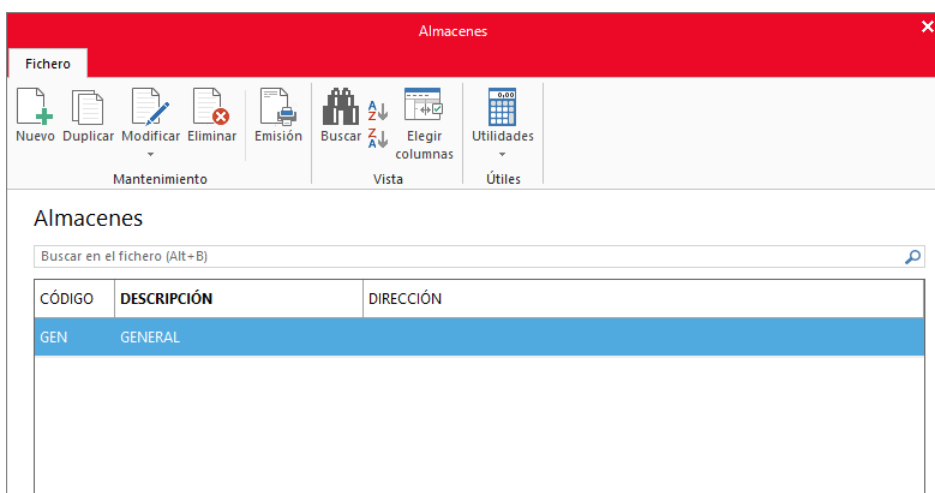 Almacenes
Fichero
Nuevo Duplicar Modificar Eliminar Emisión Buscar Elegir columnas Utilidades
Mantenimiento Vista Útiles
Almacenes
Buscar en el fichero (Alt+B)
CÓDIGO DESCRIPCIÓN DIRECCIÓN
GEN GENERAL